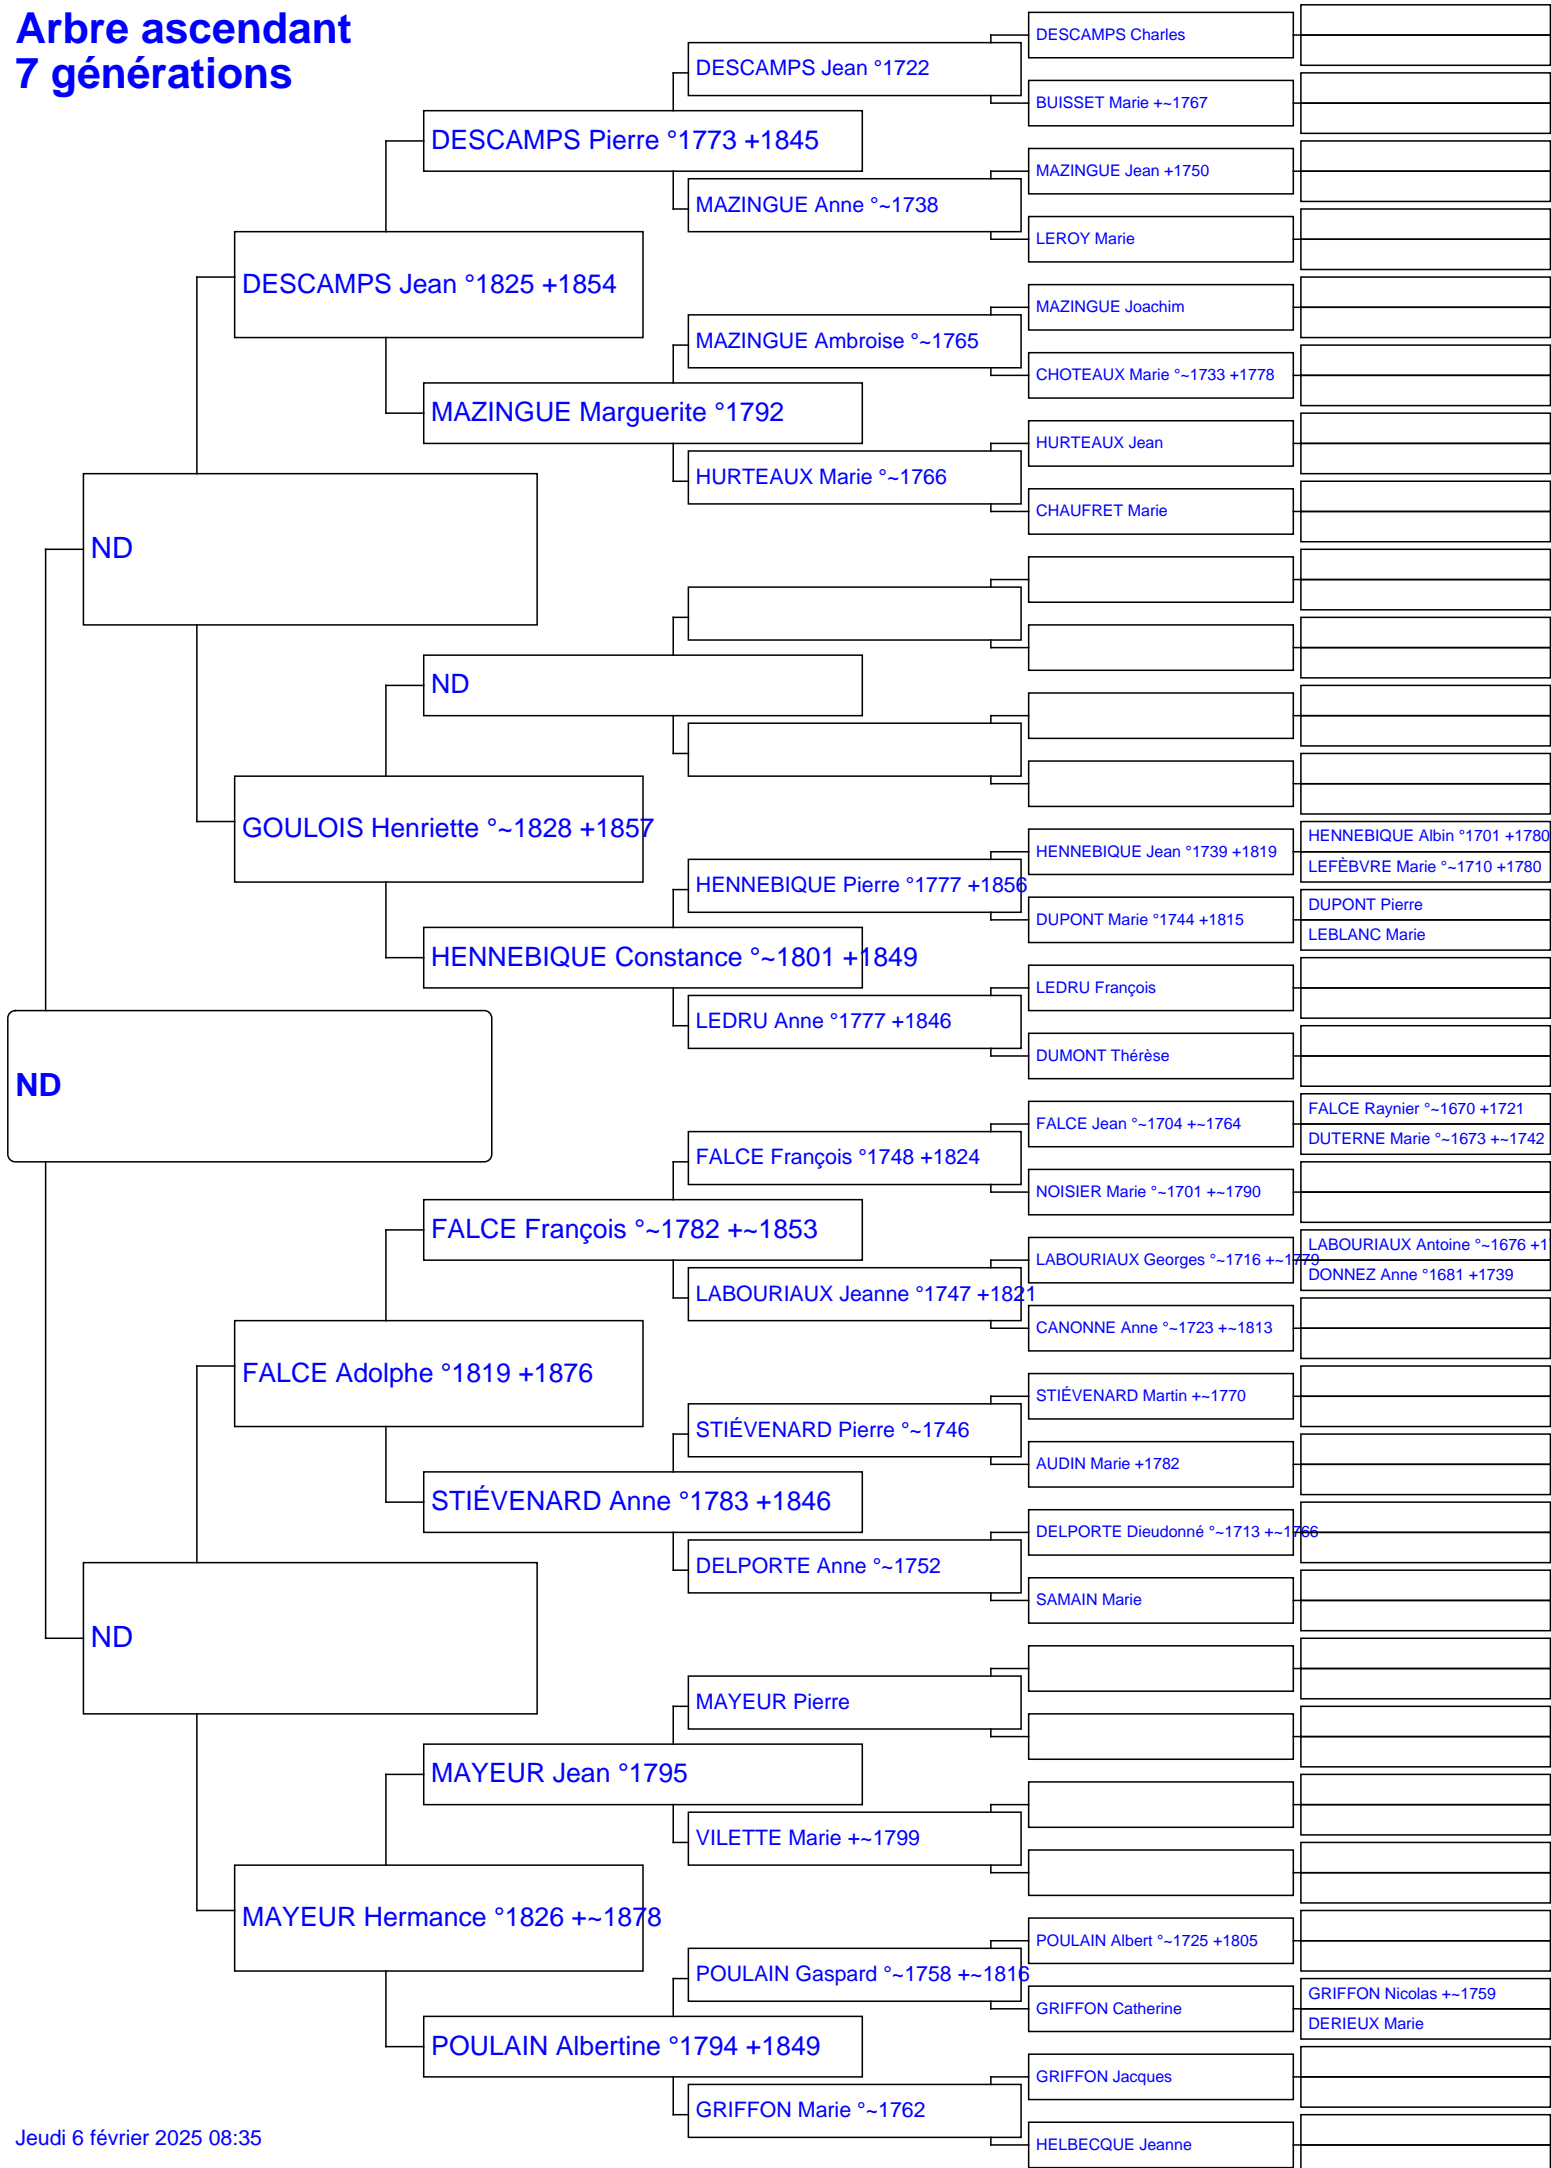 Arbre ascendant
7 générations
DESCAMPS Charles
DESCAMPS Jean °1722
BUISSET Marie +~1767
DESCAMPS Pierre °1773 +1845
MAZINGUE Jean +1750
MAZINGUE Anne °~1738
LEROY Marie
DESCAMPS Jean °1825 +1854
MAZINGUE Joachim
MAZINGUE Ambroise °~1765
CHOTEAUX Marie °~1733 +1778
MAZINGUE Marguerite °1792
HURTEAUX Jean
HURTEAUX Marie °~1766
CHAUFRET Marie
ND
ND
GOULOIS Henriette °~1828 +1857
HENNEBIQUE Albin °1701 +1780
HENNEBIQUE Jean °1739 +1819
LEFÈBVRE Marie °~1710 +1780
HENNEBIQUE Pierre °1777 +1856
DUPONT Pierre
DUPONT Marie °1744 +1815
LEBLANC Marie
HENNEBIQUE Constance °~1801 +1849
LEDRU François
LEDRU Anne °1777 +1846
DUMONT Thérèse
ND
FALCE Raynier °~1670 +1721
FALCE Jean °~1704 +~1764
DUTERNE Marie °~1673 +~1742
FALCE François °1748 +1824
NOISIER Marie °~1701 +~1790
FALCE François °~1782 +~1853
LABOURIAUX Antoine °~1676 +1
LABOURIAUX Georges °~1716 +~1779
DONNEZ Anne °1681 +1739
LABOURIAUX Jeanne °1747 +1821
CANONNE Anne °~1723 +~1813
FALCE Adolphe °1819 +1876
STIÉVENARD Martin +~1770
STIÉVENARD Pierre °~1746
AUDIN Marie +1782
STIÉVENARD Anne °1783 +1846
DELPORTE Dieudonné °~1713 +~1766
DELPORTE Anne °~1752
SAMAIN Marie
ND
MAYEUR Pierre
MAYEUR Jean °1795
VILETTE Marie +~1799
MAYEUR Hermance °1826 +~1878
POULAIN Albert °~1725 +1805
POULAIN Gaspard °~1758 +~1816
GRIFFON Nicolas +~1759
GRIFFON Catherine
DERIEUX Marie
POULAIN Albertine °1794 +1849
GRIFFON Jacques
GRIFFON Marie °~1762
HELBECQUE Jeanne
Jeudi 6 février 2025 08:35